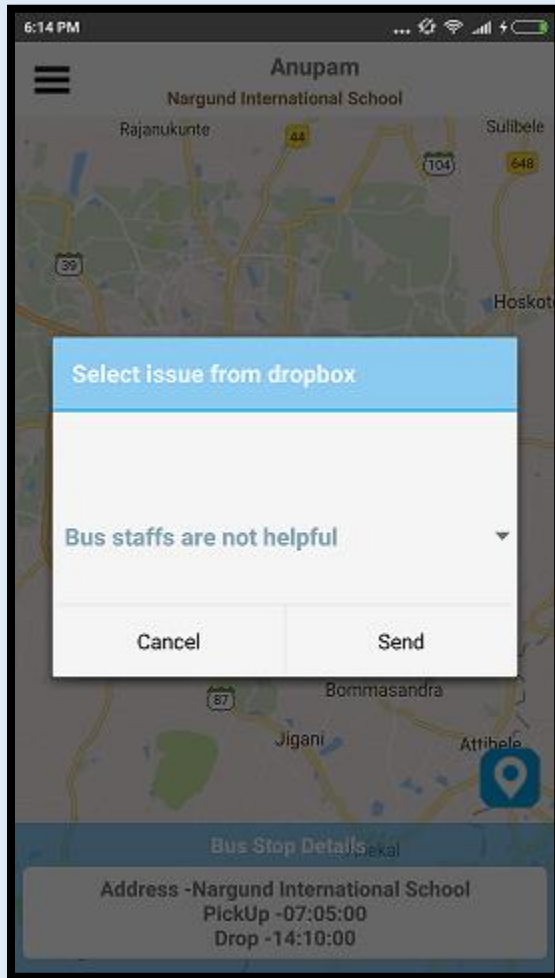 6:14 PM
Anupam
Nargund International School
Rajanukunte
44
Sulibele
104
648
39
Hoskot
Select issue from dropbox
Bus staffs are not helpful
Cancel
Send
87
Bommasandra
Jigani
Attibele
Bus Stop Details
ekal
Address -Nargund International School
PickUp -07:05:00
Drop -14:10:00